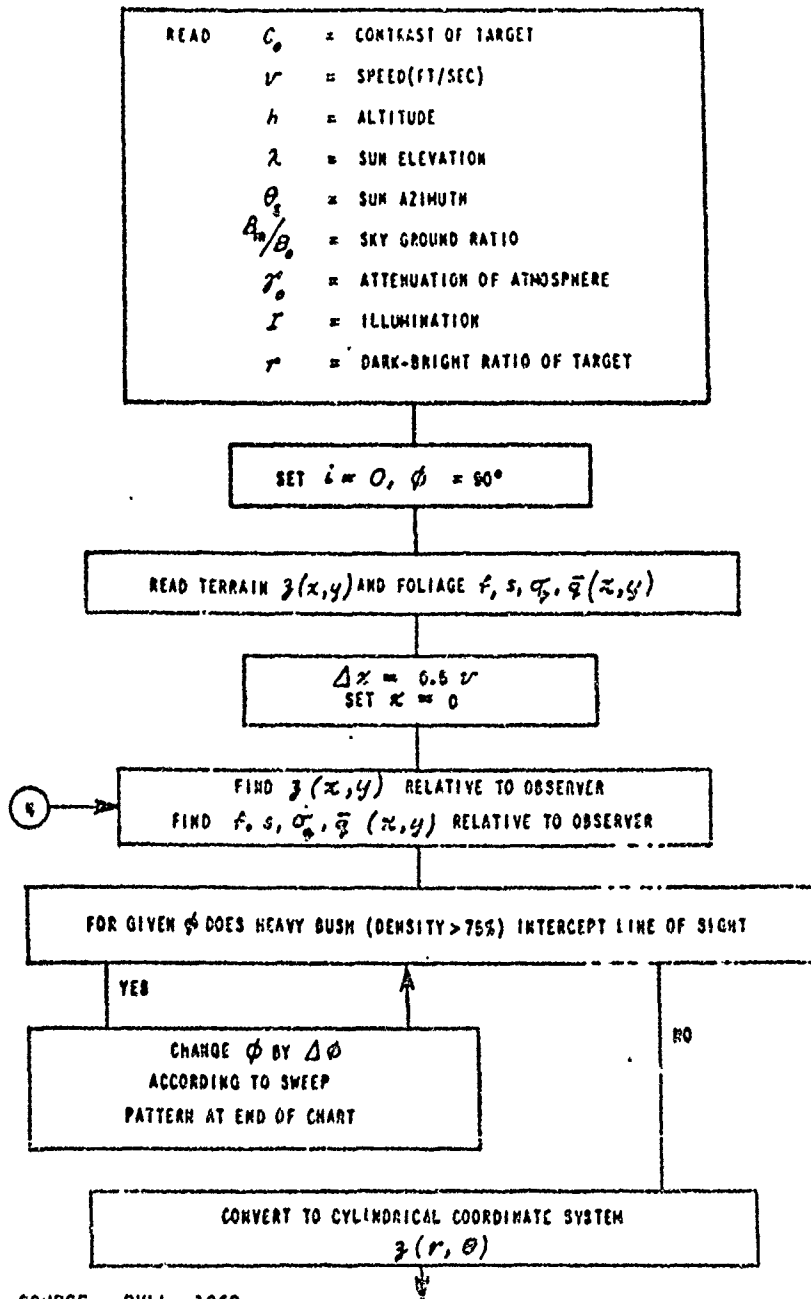 READ C₀ = CONTRAST OF TARGET
v = SPEED(FT/SEC)
h = ALTITUDE
λ = SUN ELEVATION
θₛ = SUN AZIMUTH
Bₘ/B₀ = SKY GROUND RATIO
γ₀ = ATTENUATION OF ATMOSPHERE
I = ILLUMINATION
r = DARK-BRIGHT RATIO OF TARGET
SET i = 0, φ = 90°
READ TERRAIN z(x,y) AND FOLIAGE f, s, σq, q̄(x,y)
Δx = 0.5 v
SET x = 0
FIND z(x,y) RELATIVE TO OBSERVER
FIND f, s, σq, q̄ (x,y) RELATIVE TO OBSERVER
FOR GIVEN φ DOES HEAVY BUSH (DENSITY > 75%) INTERCEPT LINE OF SIGHT
YES
NO
CHANGE φ BY Δφ
ACCORDING TO SWEEP
PATTERN AT END OF CHART
CONVERT TO CYLINDRICAL COORDINATE SYSTEM
z(r, θ)